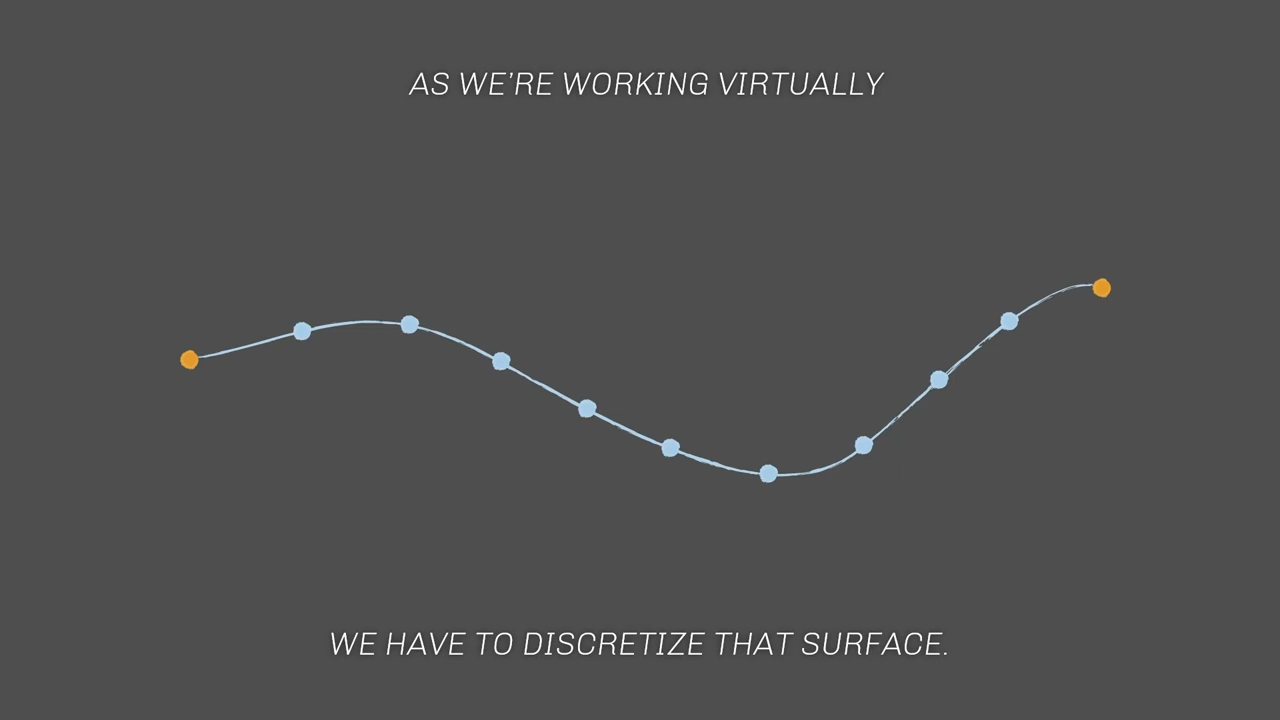 AS WE’RE WORKING VIRTUALLY
WE HAVE TO DISCRETIZE THAT SURFACE.